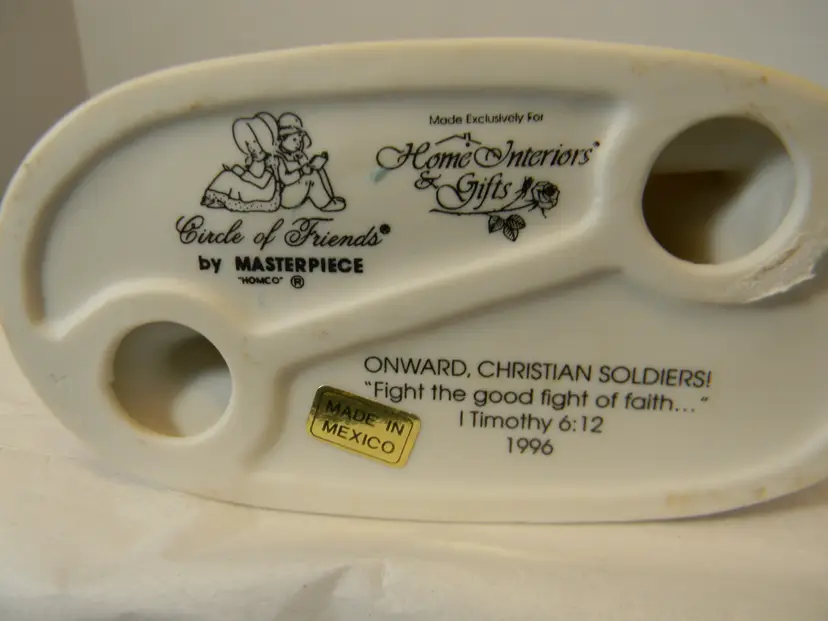 Made Exclusively For
Home Interiors®
& Gifts
Circle of Friends®
by MASTERPIECE
"HOMCO" ®
ONWARD, CHRISTIAN SOLDIERS!
"Fight the good fight of faith..."
I Timothy 6:12
1996
MADE IN
MEXICO